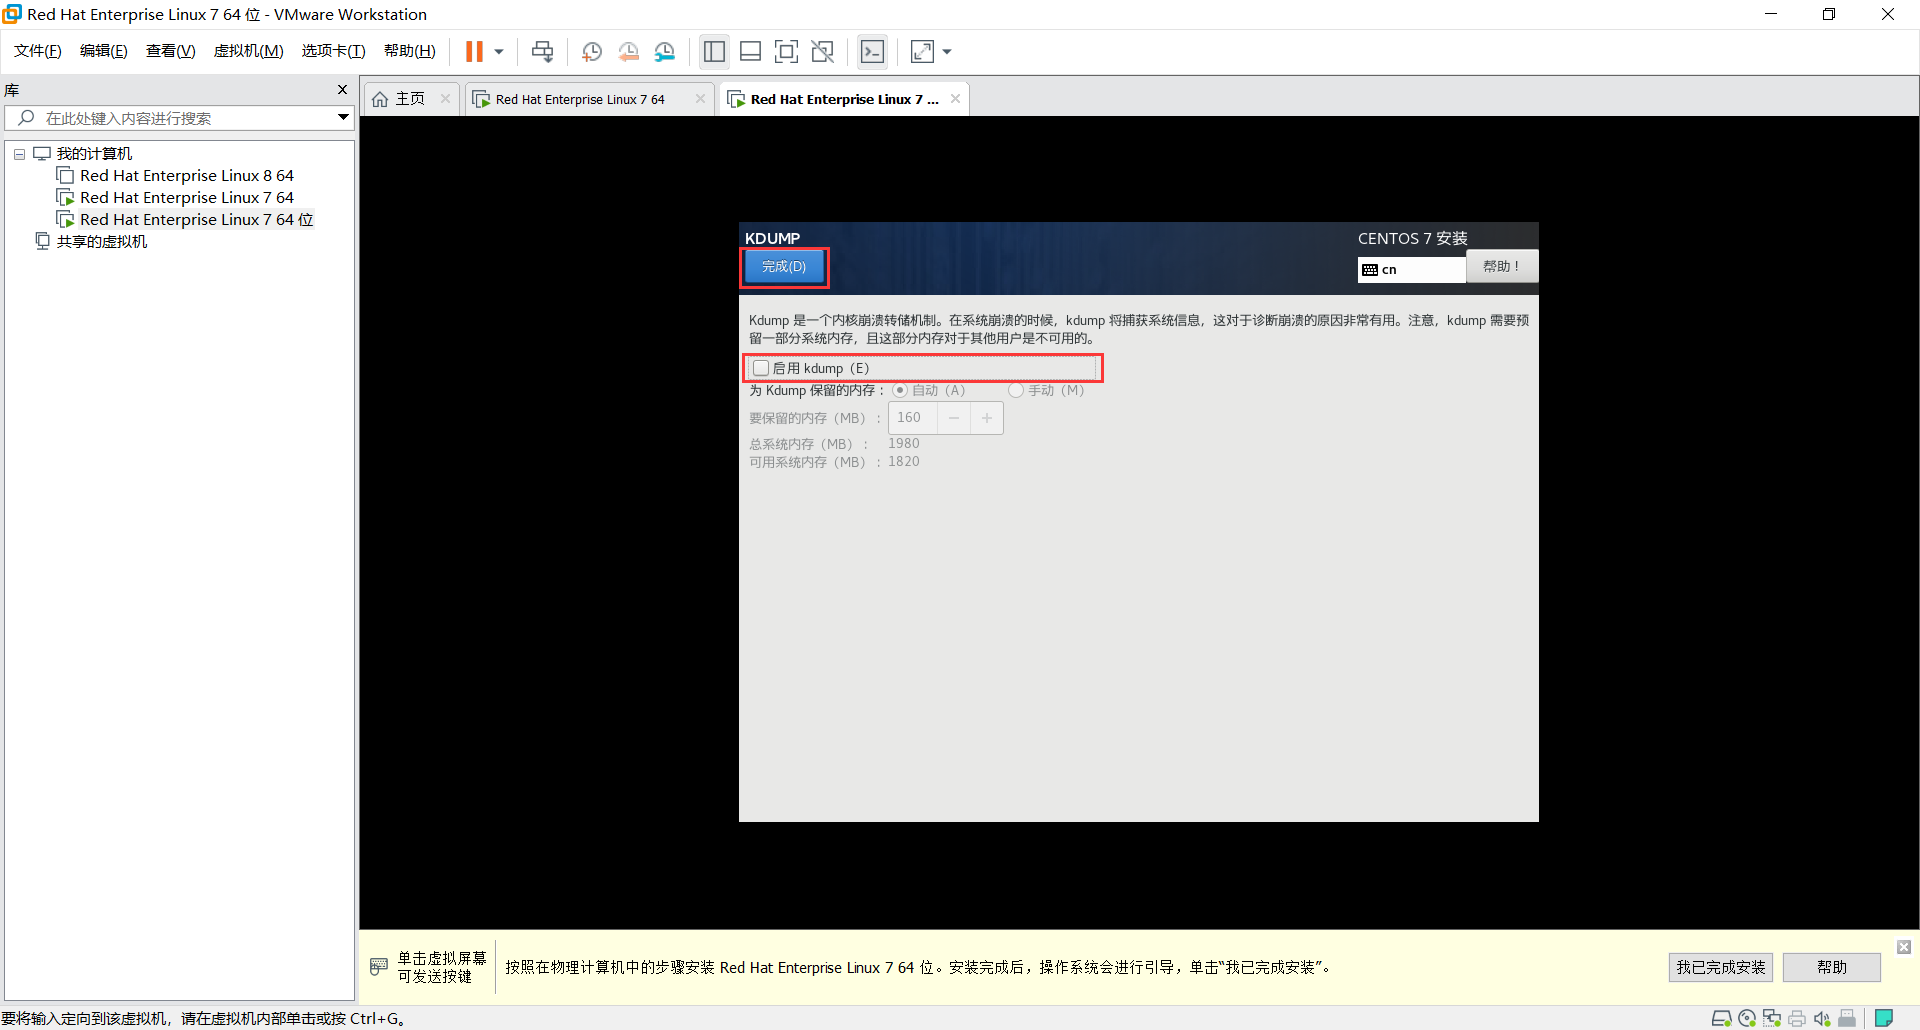 Red Hat Enterprise Linux 7 64 位 - VMware Workstation
文件(F) 编辑(E) 查看(V) 虚拟机(M) 选项卡(T) 帮助(H)
库
在此处键入内容进行搜索
我的计算机
Red Hat Enterprise Linux 8 64
Red Hat Enterprise Linux 7 64
Red Hat Enterprise Linux 7 64 位
共享的虚拟机
主页
Red Hat Enterprise Linux 7 64
Red Hat Enterprise Linux 7 ...
KDUMP
CENTOS 7 安装
完成(D)
cn
帮助！
Kdump 是一个内核崩溃转储机制。在系统崩溃的时候，kdump 将捕获系统信息，这对于诊断崩溃的原因非常有用。注意，kdump 需要预
留一部分系统内存，且这部分内存对于其他用户是不可用的。
启用 kdump（E）
为 Kdump 保留的内存： 自动（A） 手动（M）
要保留的内存（MB）： 160 − +
总系统内存（MB）： 1980
可用系统内存（MB）： 1820
单击虚拟屏幕
可发送按键
按照在物理计算机中的步骤安装 Red Hat Enterprise Linux 7 64 位。安装完成后，操作系统会进行引导，单击“我已完成安装”。
我已完成安装
帮助
要将输入定向到该虚拟机，请在虚拟机内部单击或按 Ctrl+G。